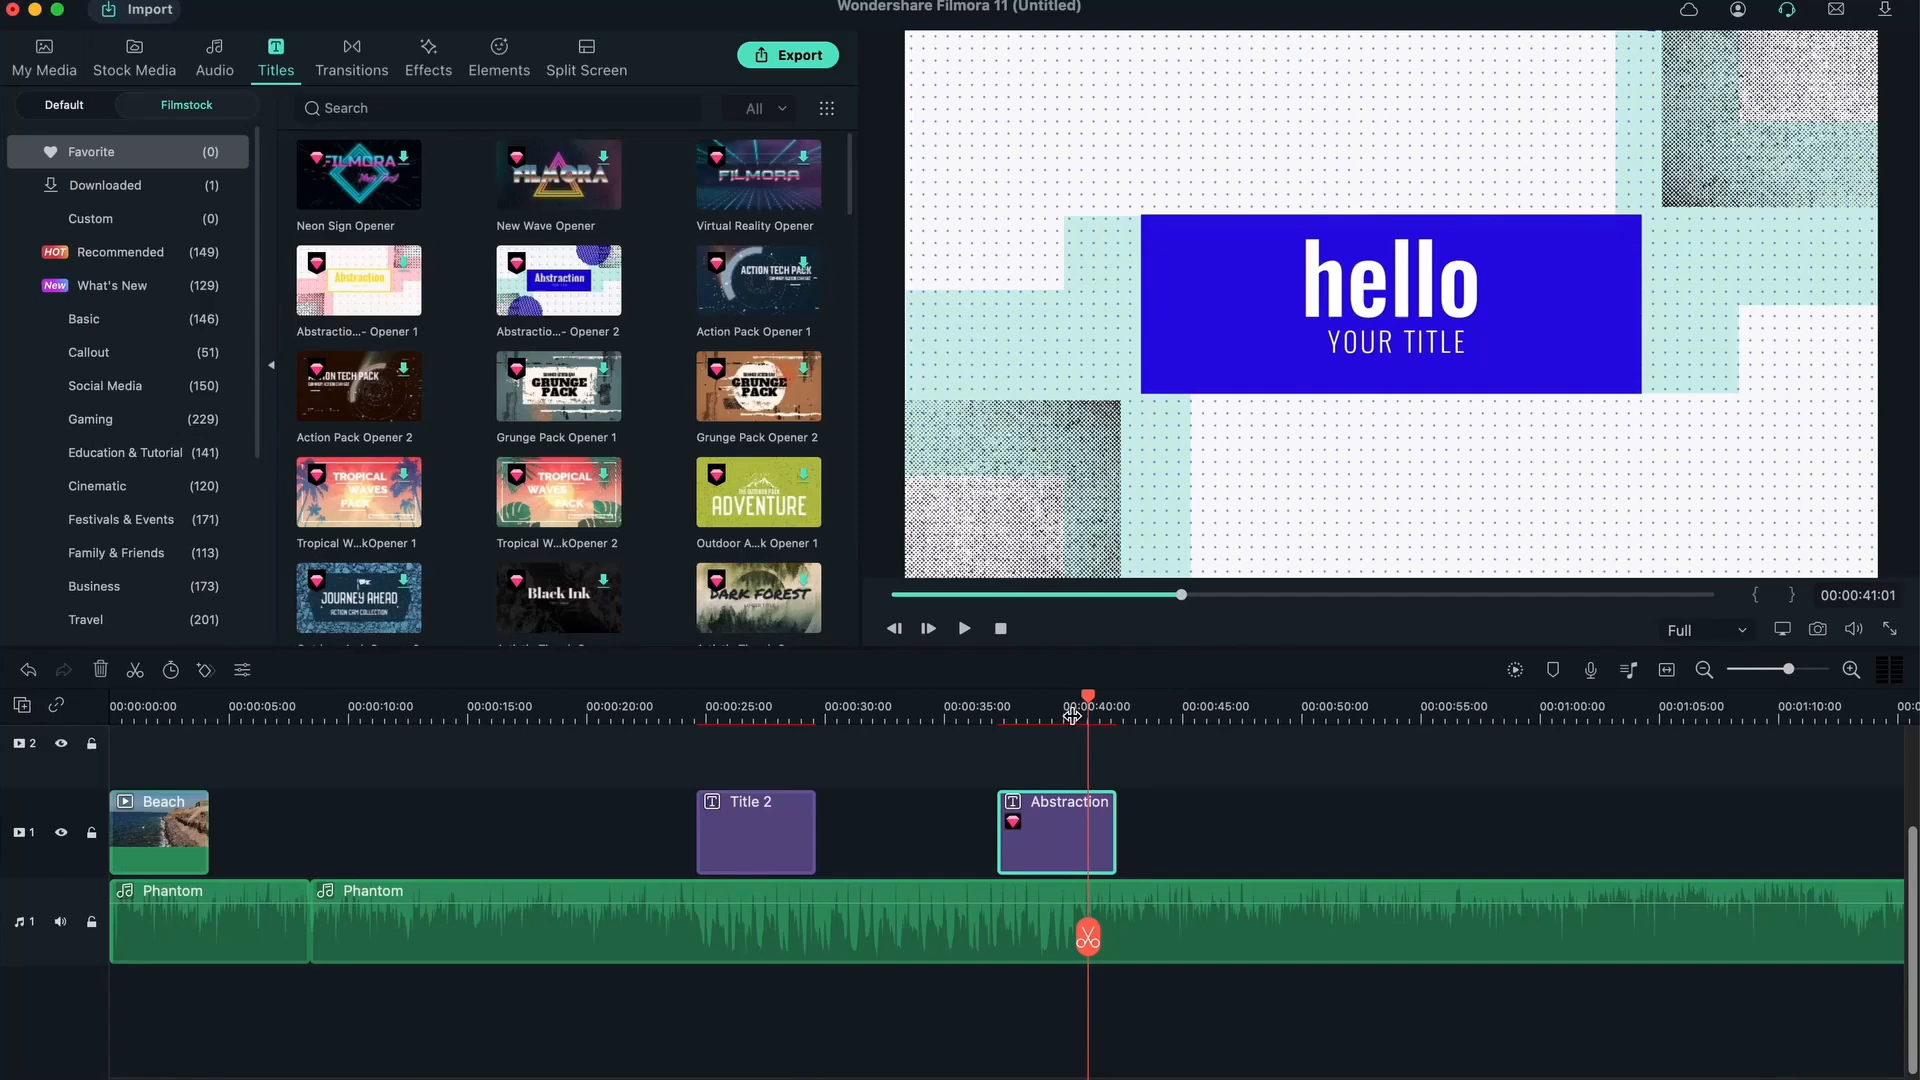 Wondershare Filmora 11 (Untitled)
Import
My Media
Stock Media
Audio
Titles
Transitions
Effects
Elements
Split Screen
Export
Default
Filmstock
Search
All
Favorite (0)
Downloaded (1)
Custom (0)
HOT Recommended (149)
New What's New (129)
Basic (146)
Callout (51)
Social Media (150)
Gaming (229)
Education & Tutorial (141)
Cinematic (120)
Festivals & Events (171)
Family & Friends (113)
Business (173)
Travel (201)
FILMORA
FILMORA
FILMORA
Neon Sign Opener
New Wave Opener
Virtual Reality Opener
Abstraction
Abstraction
ACTION TECH PACK
Abstractio...- Opener 1
Abstractio...- Opener 2
Action Pack Opener 1
ACTION TECH PACK
GRUNGE PACK
GRUNGE PACK
Action Pack Opener 2
Grunge Pack Opener 1
Grunge Pack Opener 2
TROPICAL WAVES PACK
TROPICAL WAVES PACK
ADVENTURE
Tropical W...kOpener 1
Tropical W...kOpener 2
Outdoor A...k Opener 1
JOURNEY AHEAD
ACTION CAM COLLECTION
Black Ink
DARK FOREST
hello
YOUR TITLE
00:00:41:01
Full
00:00:00:00
00:00:05:00
00:00:10:00
00:00:15:00
00:00:20:00
00:00:25:00
00:00:30:00
00:00:35:00
00:00:40:00
00:00:45:00
00:00:50:00
00:00:55:00
00:01:00:00
00:01:05:00
00:01:10:00
2
1
Beach
Title 2
Abstraction
1
Phantom
Phantom